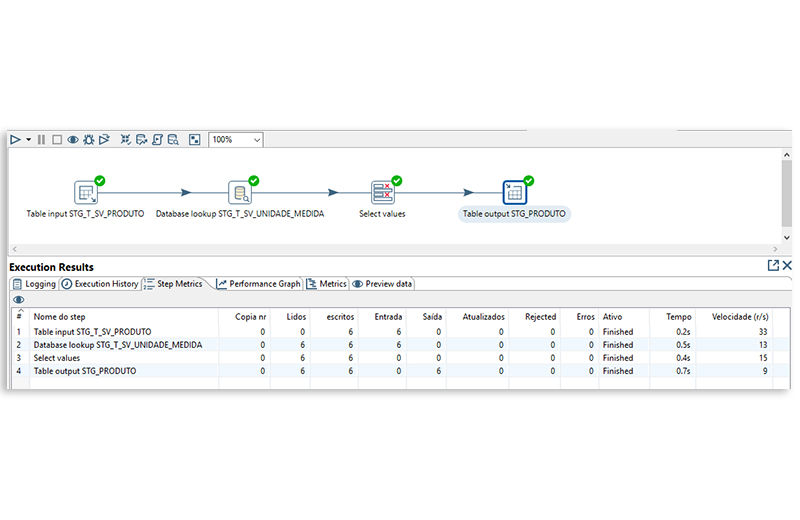 100%
Table input STG_T_SV_PRODUTO Database lookup STG_T_SV_UNIDADE_MEDIDA Select values Table output STG_PRODUTO
Execution Results
Logging Execution History Step Metrics Performance Graph Metrics Preview data
# Nome do step Copia nr Lidos escritos Entrada Saída Atualizados Rejected Erros Ativo Tempo Velocidade (r/s)
1 Table input STG_T_SV_PRODUTO 0 0 6 6 0 0 0 0 Finished 0.2s 33
2 Database lookup STG_T_SV_UNIDADE_MEDIDA 0 6 6 6 0 0 0 0 Finished 0.5s 13
3 Select values 0 6 6 0 0 0 0 0 Finished 0.4s 15
4 Table output STG_PRODUTO 0 6 6 0 6 0 0 0 Finished 0.7s 9